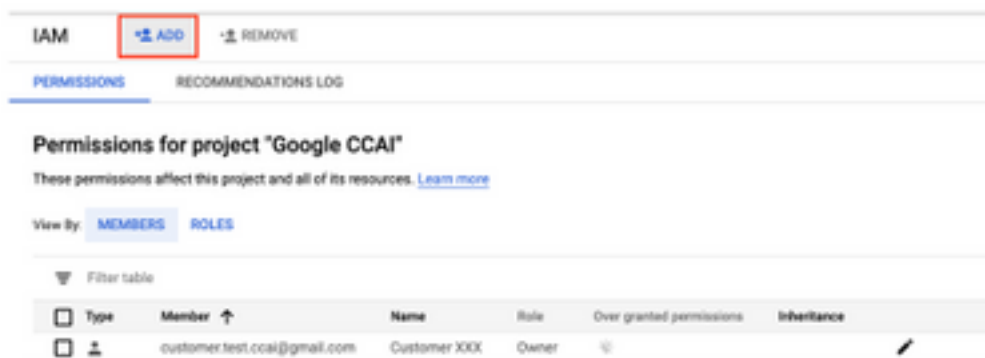 IAM ADD REMOVE
PERMISSIONS RECOMMENDATIONS LOG
Permissions for project "Google CCAI"
These permissions affect this project and all of its resources. Learn more
View By: MEMBERS ROLES
Filter table
Type Member Name Role Over granted permissions Inheritance
customer.test.ccai@gmail.com Customer XXX Owner